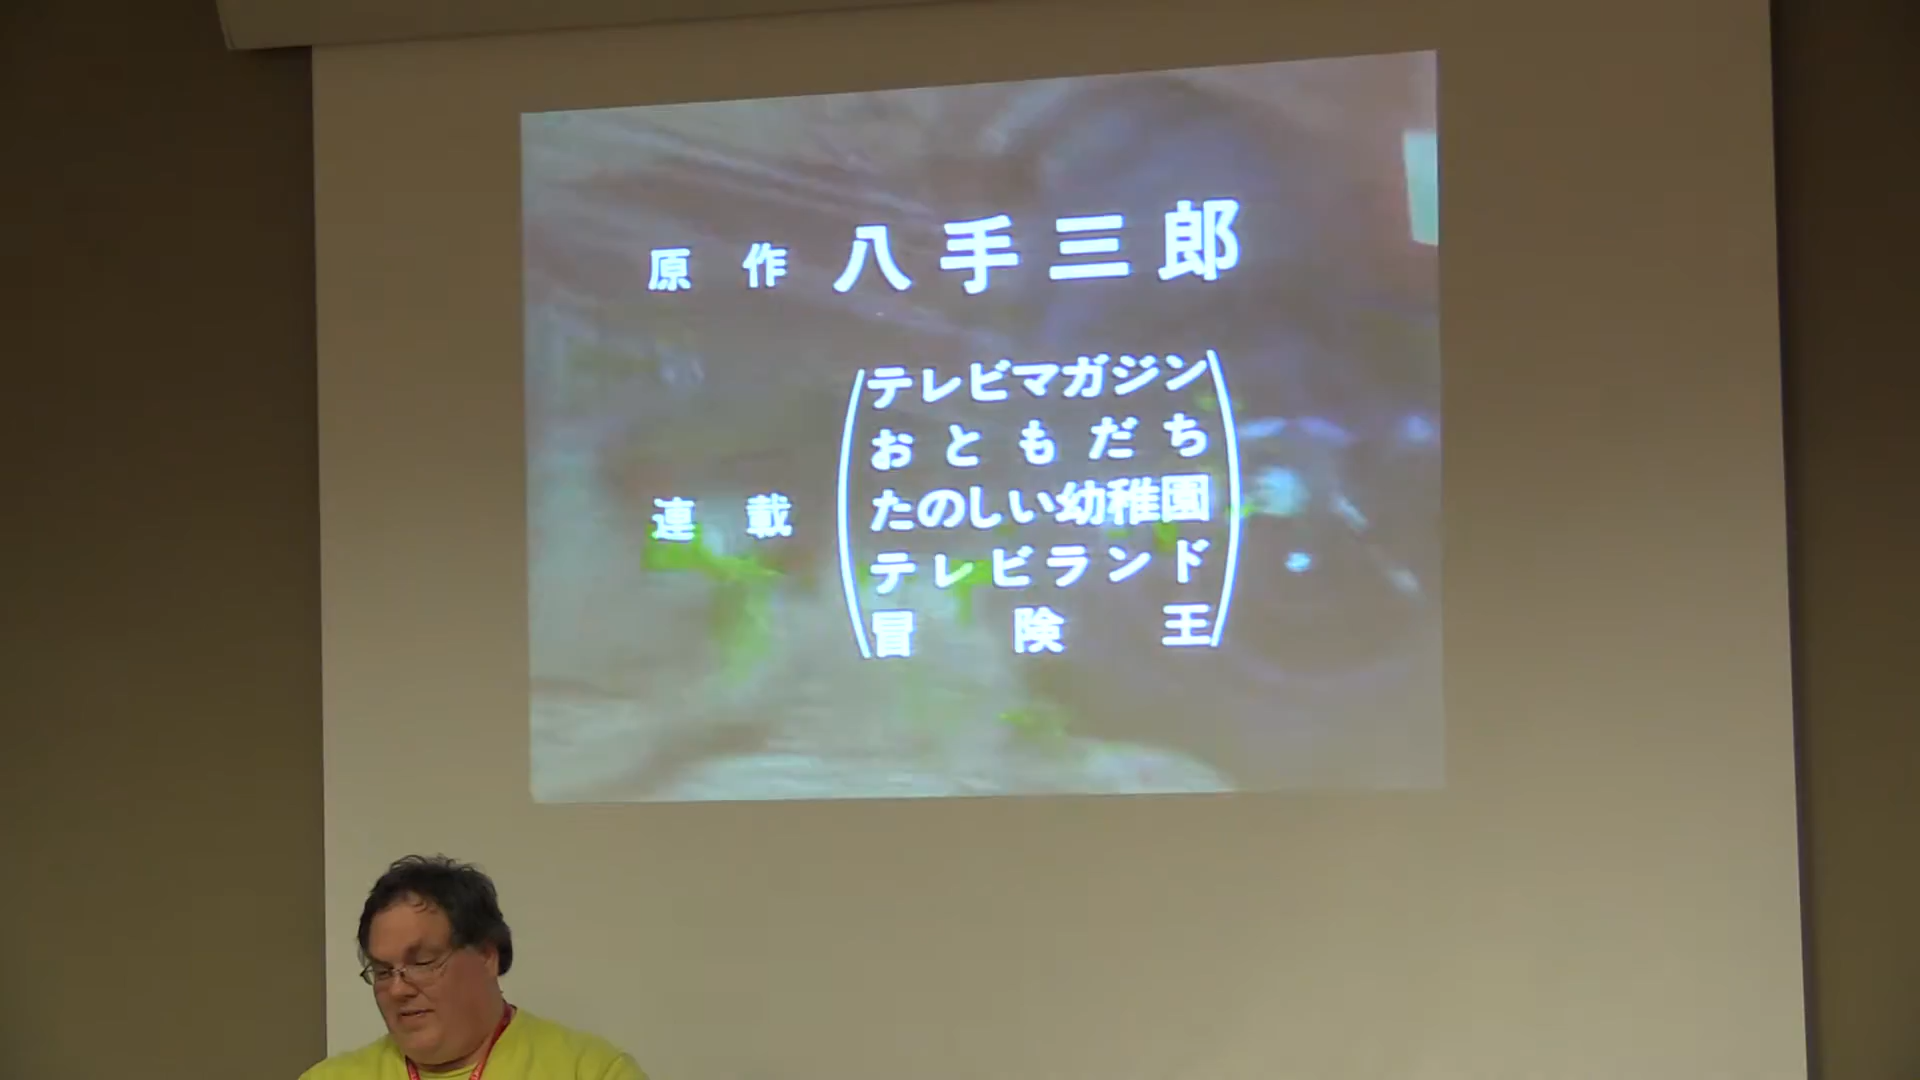 原作 八手三郎
テレビマガジン
おともだち
連載 たのしい幼稚園
テレビランド
冒険王